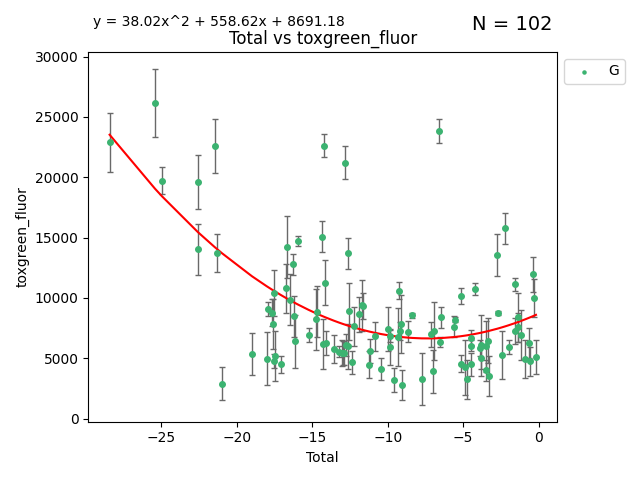 y = 38.02x^2 + 558.62x + 8691.18
N = 102
Total vs toxgreen_fluor
30000
25000
20000
15000
10000
5000
0
toxgreen_fluor
−25 −20 −15 −10 −5 0
Total
G